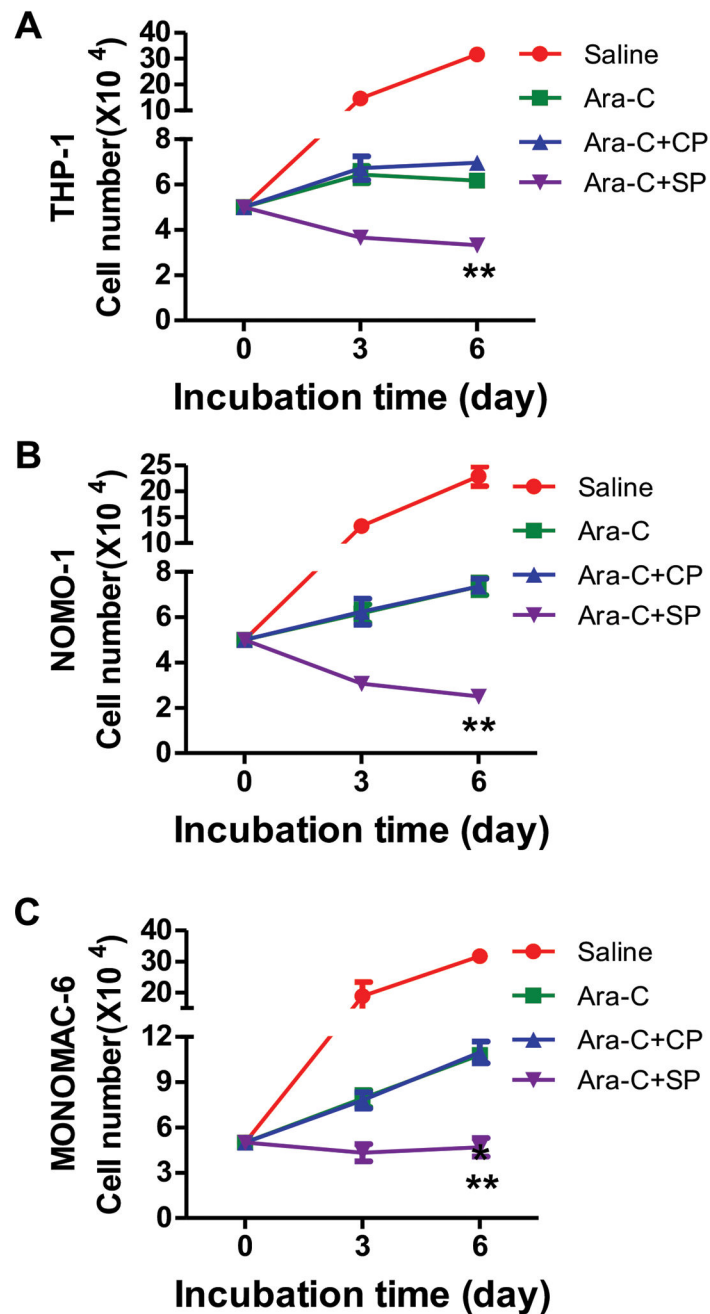 A
THP-1
Cell number(X10 4)
40
30
20
10
8
6
4
2
0
Saline
Ara-C
Ara-C+CP
Ara-C+SP
**
0 3 6
Incubation time (day)
B
NOMO-1
Cell number(X10 4)
25
20
15
10
8
6
4
2
0
Saline
Ara-C
Ara-C+CP
Ara-C+SP
**
0 3 6
Incubation time (day)
C
MONOMAC-6
Cell number(X10 4)
40
30
20
12
9
6
3
0
Saline
Ara-C
Ara-C+CP
Ara-C+SP
*
**
0 3 6
Incubation time (day)